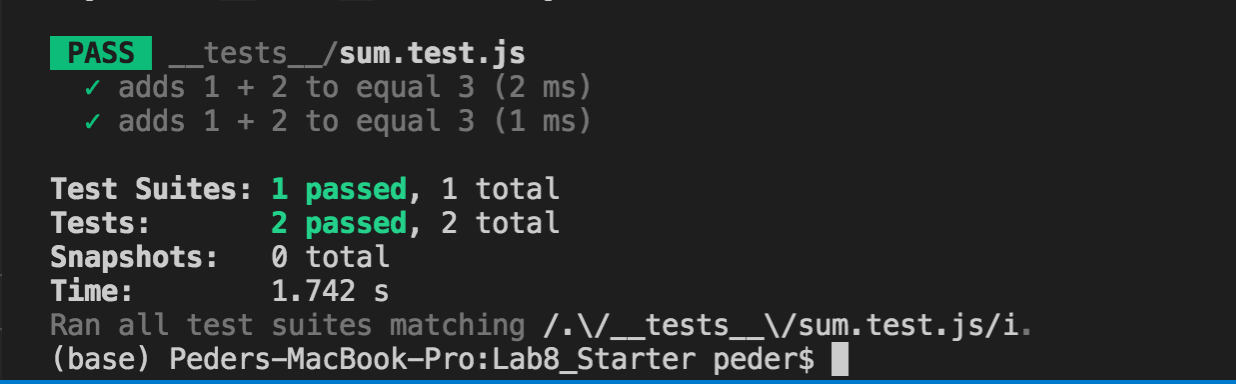 PASS __tests__/sum.test.js
✓ adds 1 + 2 to equal 3 (2 ms)
✓ adds 1 + 2 to equal 3 (1 ms)
Test Suites: 1 passed, 1 total
Tests: 2 passed, 2 total
Snapshots: 0 total
Time: 1.742 s
Ran all test suites matching /.\/__tests__\/sum.test.js/i.
(base) Peders-MacBook-Pro:Lab8_Starter peder$